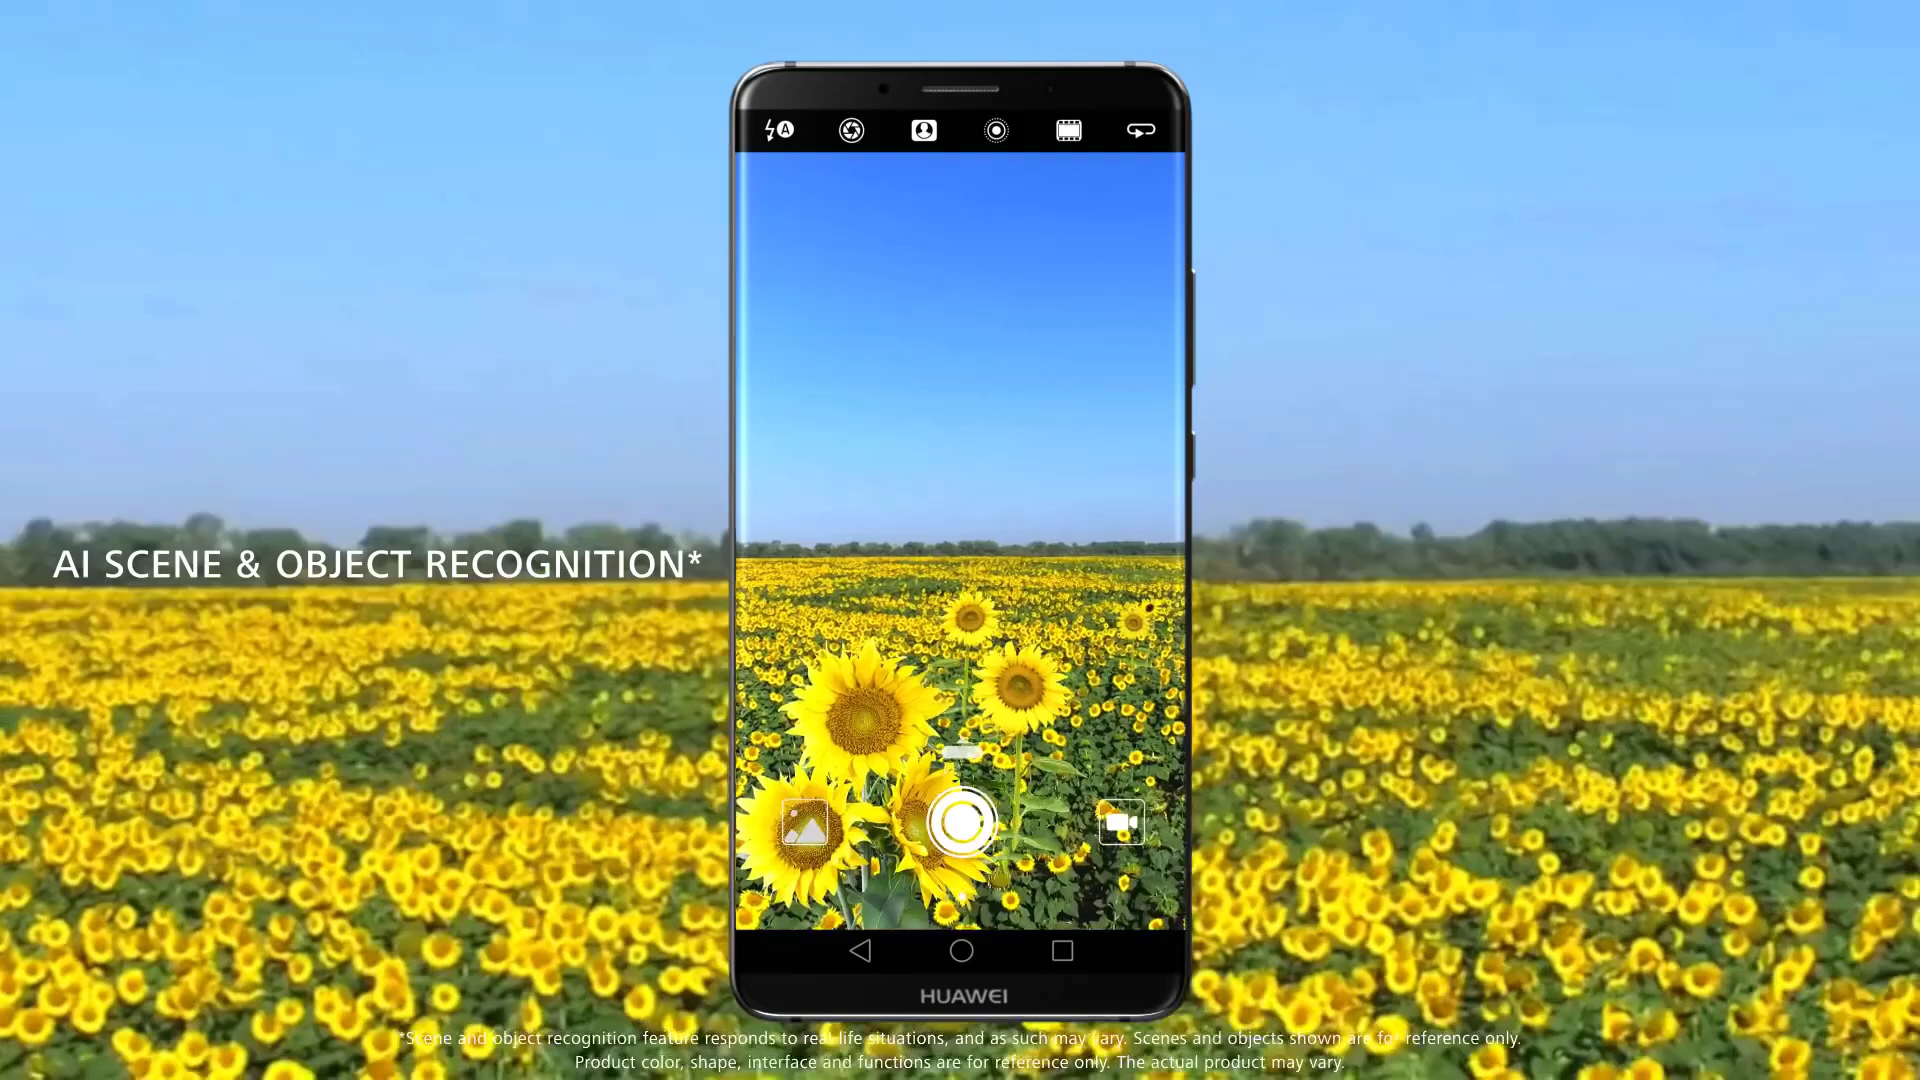 A
AI SCENE & OBJECT RECOGNITION*
HUAWEI
*Scene and object recognition feature responds to real life situations, and as such may vary. Scenes and objects shown are for reference only.
Product color, shape, interface and functions are for reference only. The actual product may vary.